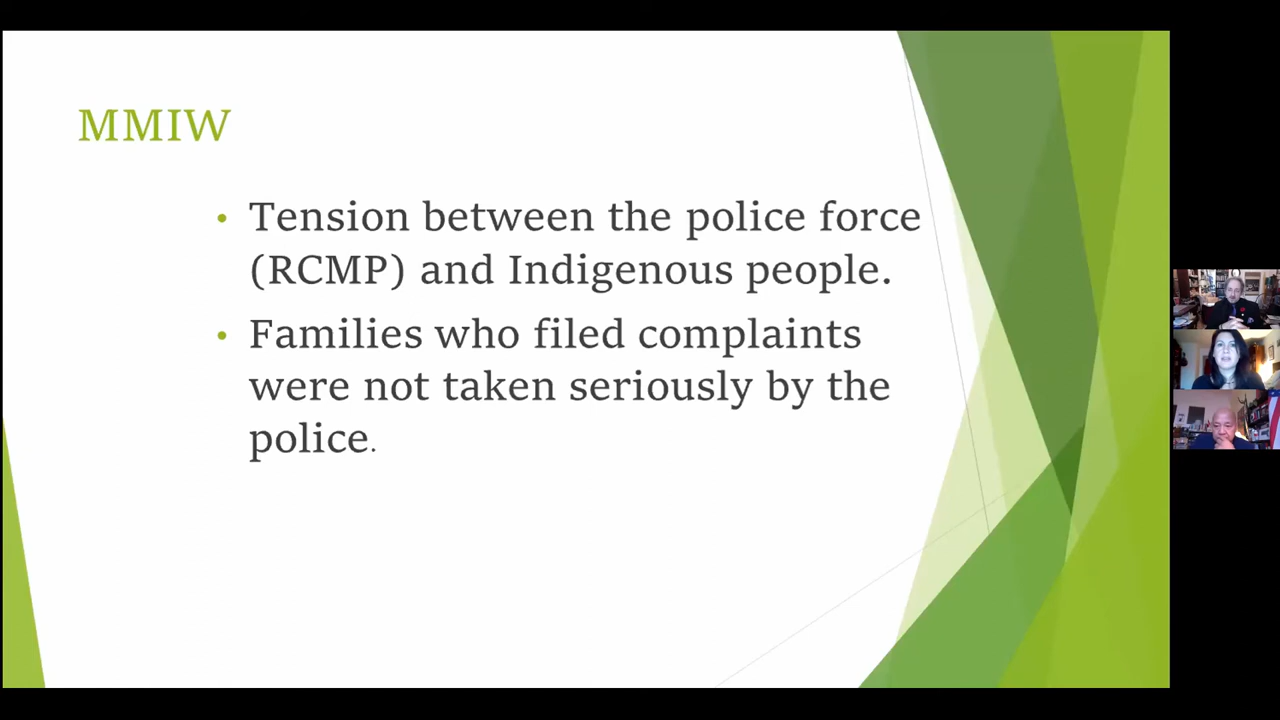 MMIW
• Tension between the police force
(RCMP) and Indigenous people.
• Families who filed complaints
were not taken seriously by the
police.